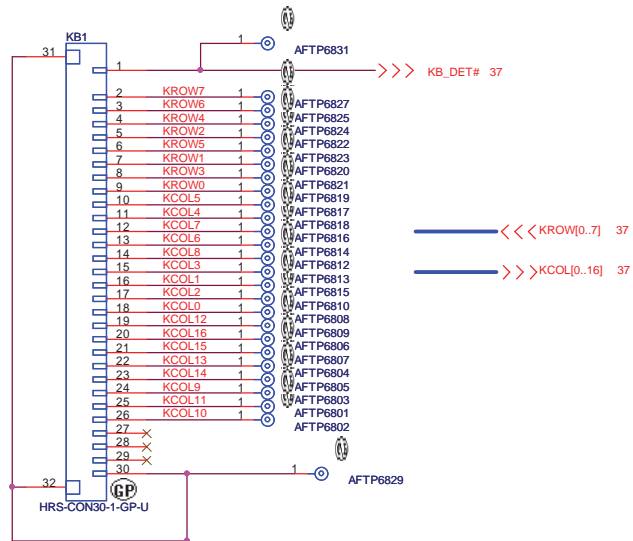 KB1
31
1
1
AFTP6831
KB_DET# 37
2 KROW7 1 AFTP6827
3 KROW6 1 AFTP6825
4 KROW4 1 AFTP6824
5 KROW2 1 AFTP6822
6 KROW5 1 AFTP6823
7 KROW1 1 AFTP6820
8 KROW3 1 AFTP6821
9 KROW0 1 AFTP6819
10 KCOL5 1 AFTP6817
11 KCOL4 1 AFTP6818
12 KCOL7 1 AFTP6816
13 KCOL6 1 AFTP6814
14 KCOL8 1 AFTP6812
15 KCOL3 1 AFTP6813
16 KCOL1 1 AFTP6815
17 KCOL2 1 AFTP6810
18 KCOL0 1 AFTP6808
19 KCOL12 1 AFTP6809
20 KCOL16 1 AFTP6806
21 KCOL15 1 AFTP6807
22 KCOL13 1 AFTP6804
23 KCOL14 1 AFTP6805
24 KCOL9 1 AFTP6803
25 KCOL11 1 AFTP6801
26 KCOL10 1 AFTP6802
27
28
29
30
1
AFTP6829
32
GP
HRS-CON30-1-GP-U
KROW[0..7] 37
KCOL[0..16] 37